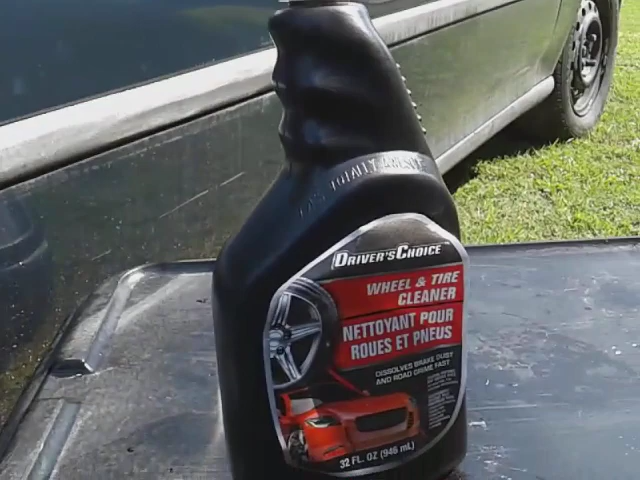 DRIVER'S CHOICE
WHEEL & TIRE
CLEANER
NETTOYANT POUR
ROUES ET PNEUS
DISSOLVES BRAKE DUST
AND ROAD GRIME FAST
32 FL. OZ (946 mL)